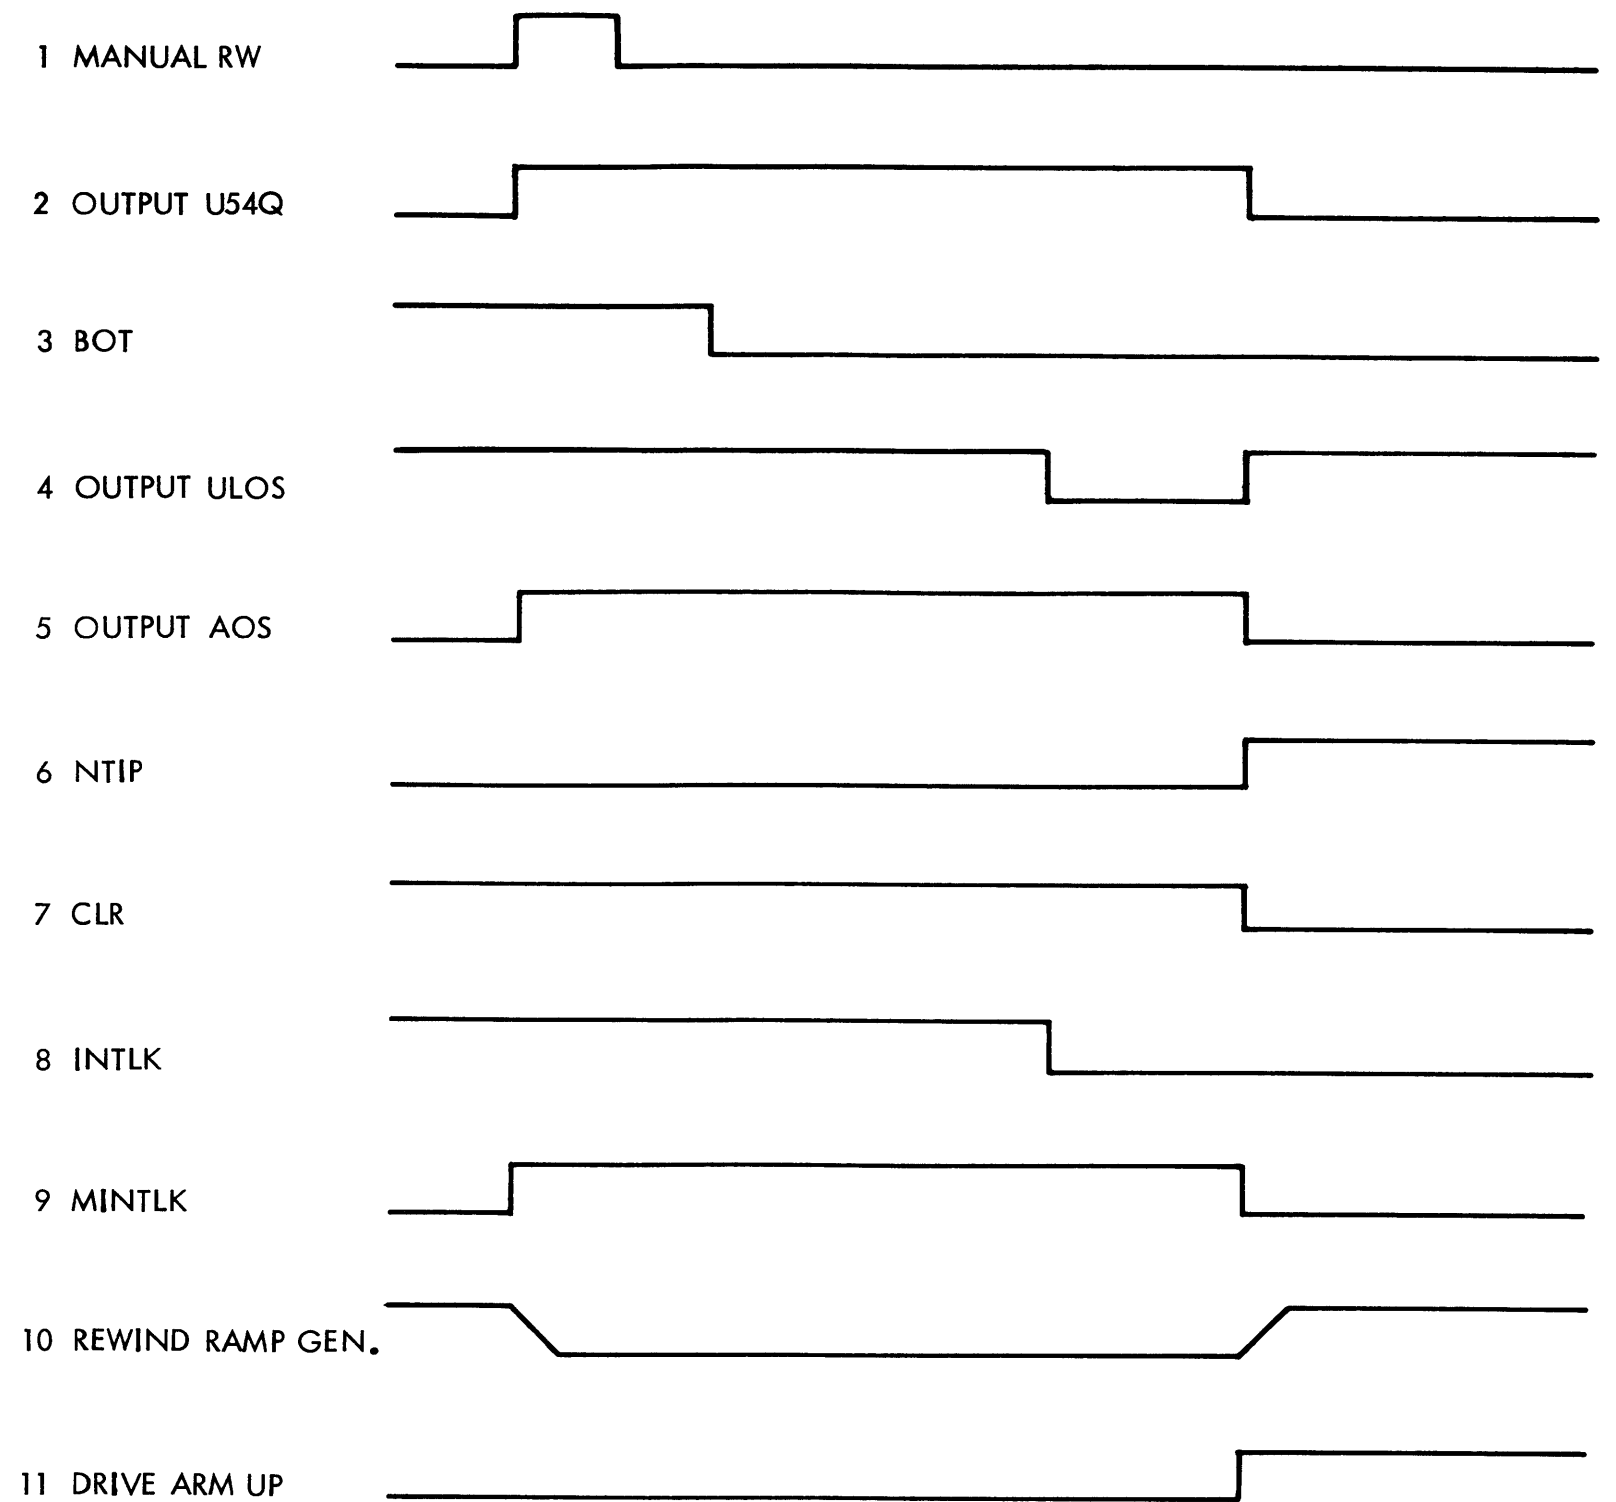 1 MANUAL RW
2 OUTPUT U54Q
3 BOT
4 OUTPUT ULOS
5 OUTPUT AOS
6 NTIP
7 CLR
8 INTLK
9 MINTLK
10 REWIND RAMP GEN.
11 DRIVE ARM UP